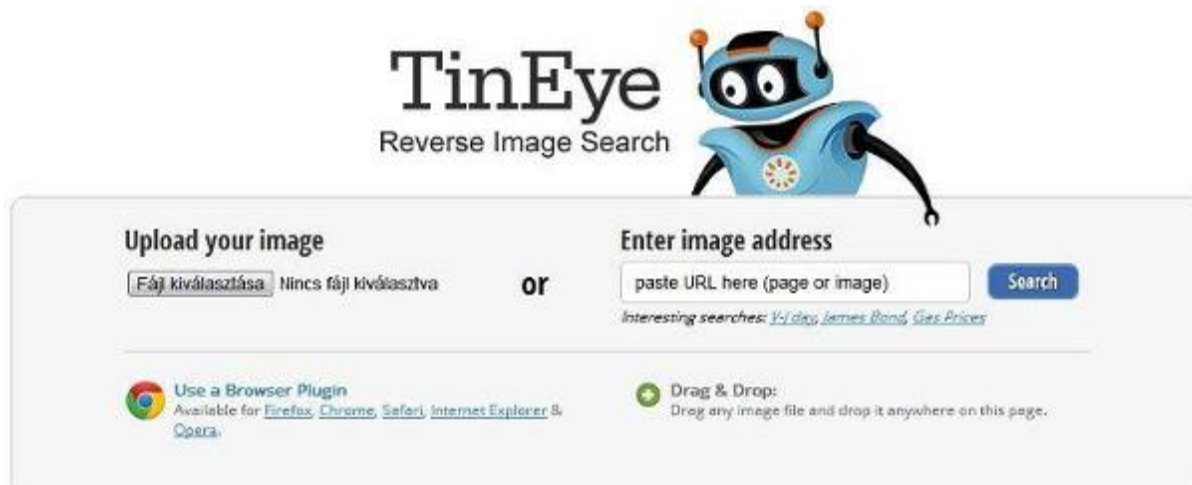 TinEye
Reverse Image Search
Upload your image
Fájl kiválasztása Nincs fájl kiválasztva
or
Enter image address
paste URL here (page or image)
Search
Interesting searches: V-J day, James Bond, Gas Prices
Use a Browser Plugin
Available for Firefox, Chrome, Safari, Internet Explorer &
Opera.
Drag & Drop:
Drag any image file and drop it anywhere on this page.